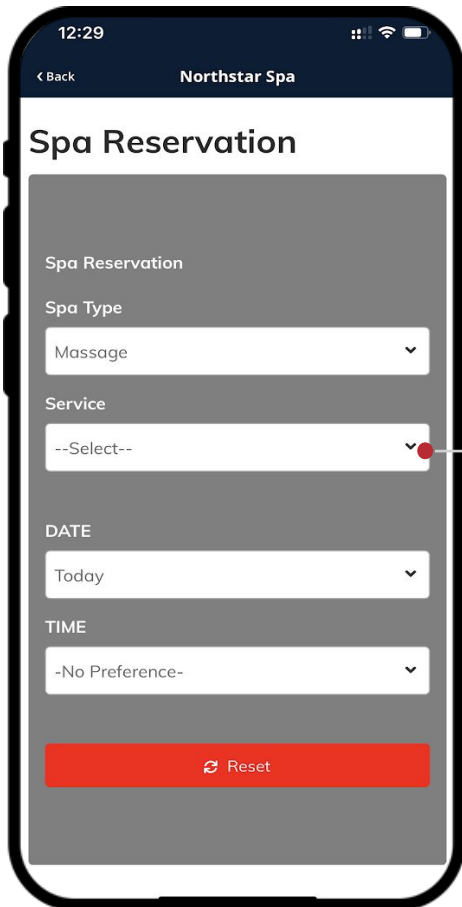 12:29
Back
Northstar Spa
Spa Reservation
Spa Reservation
Spa Type
Massage
Service
--Select--
DATE
Today
TIME
-No Preference-
Reset